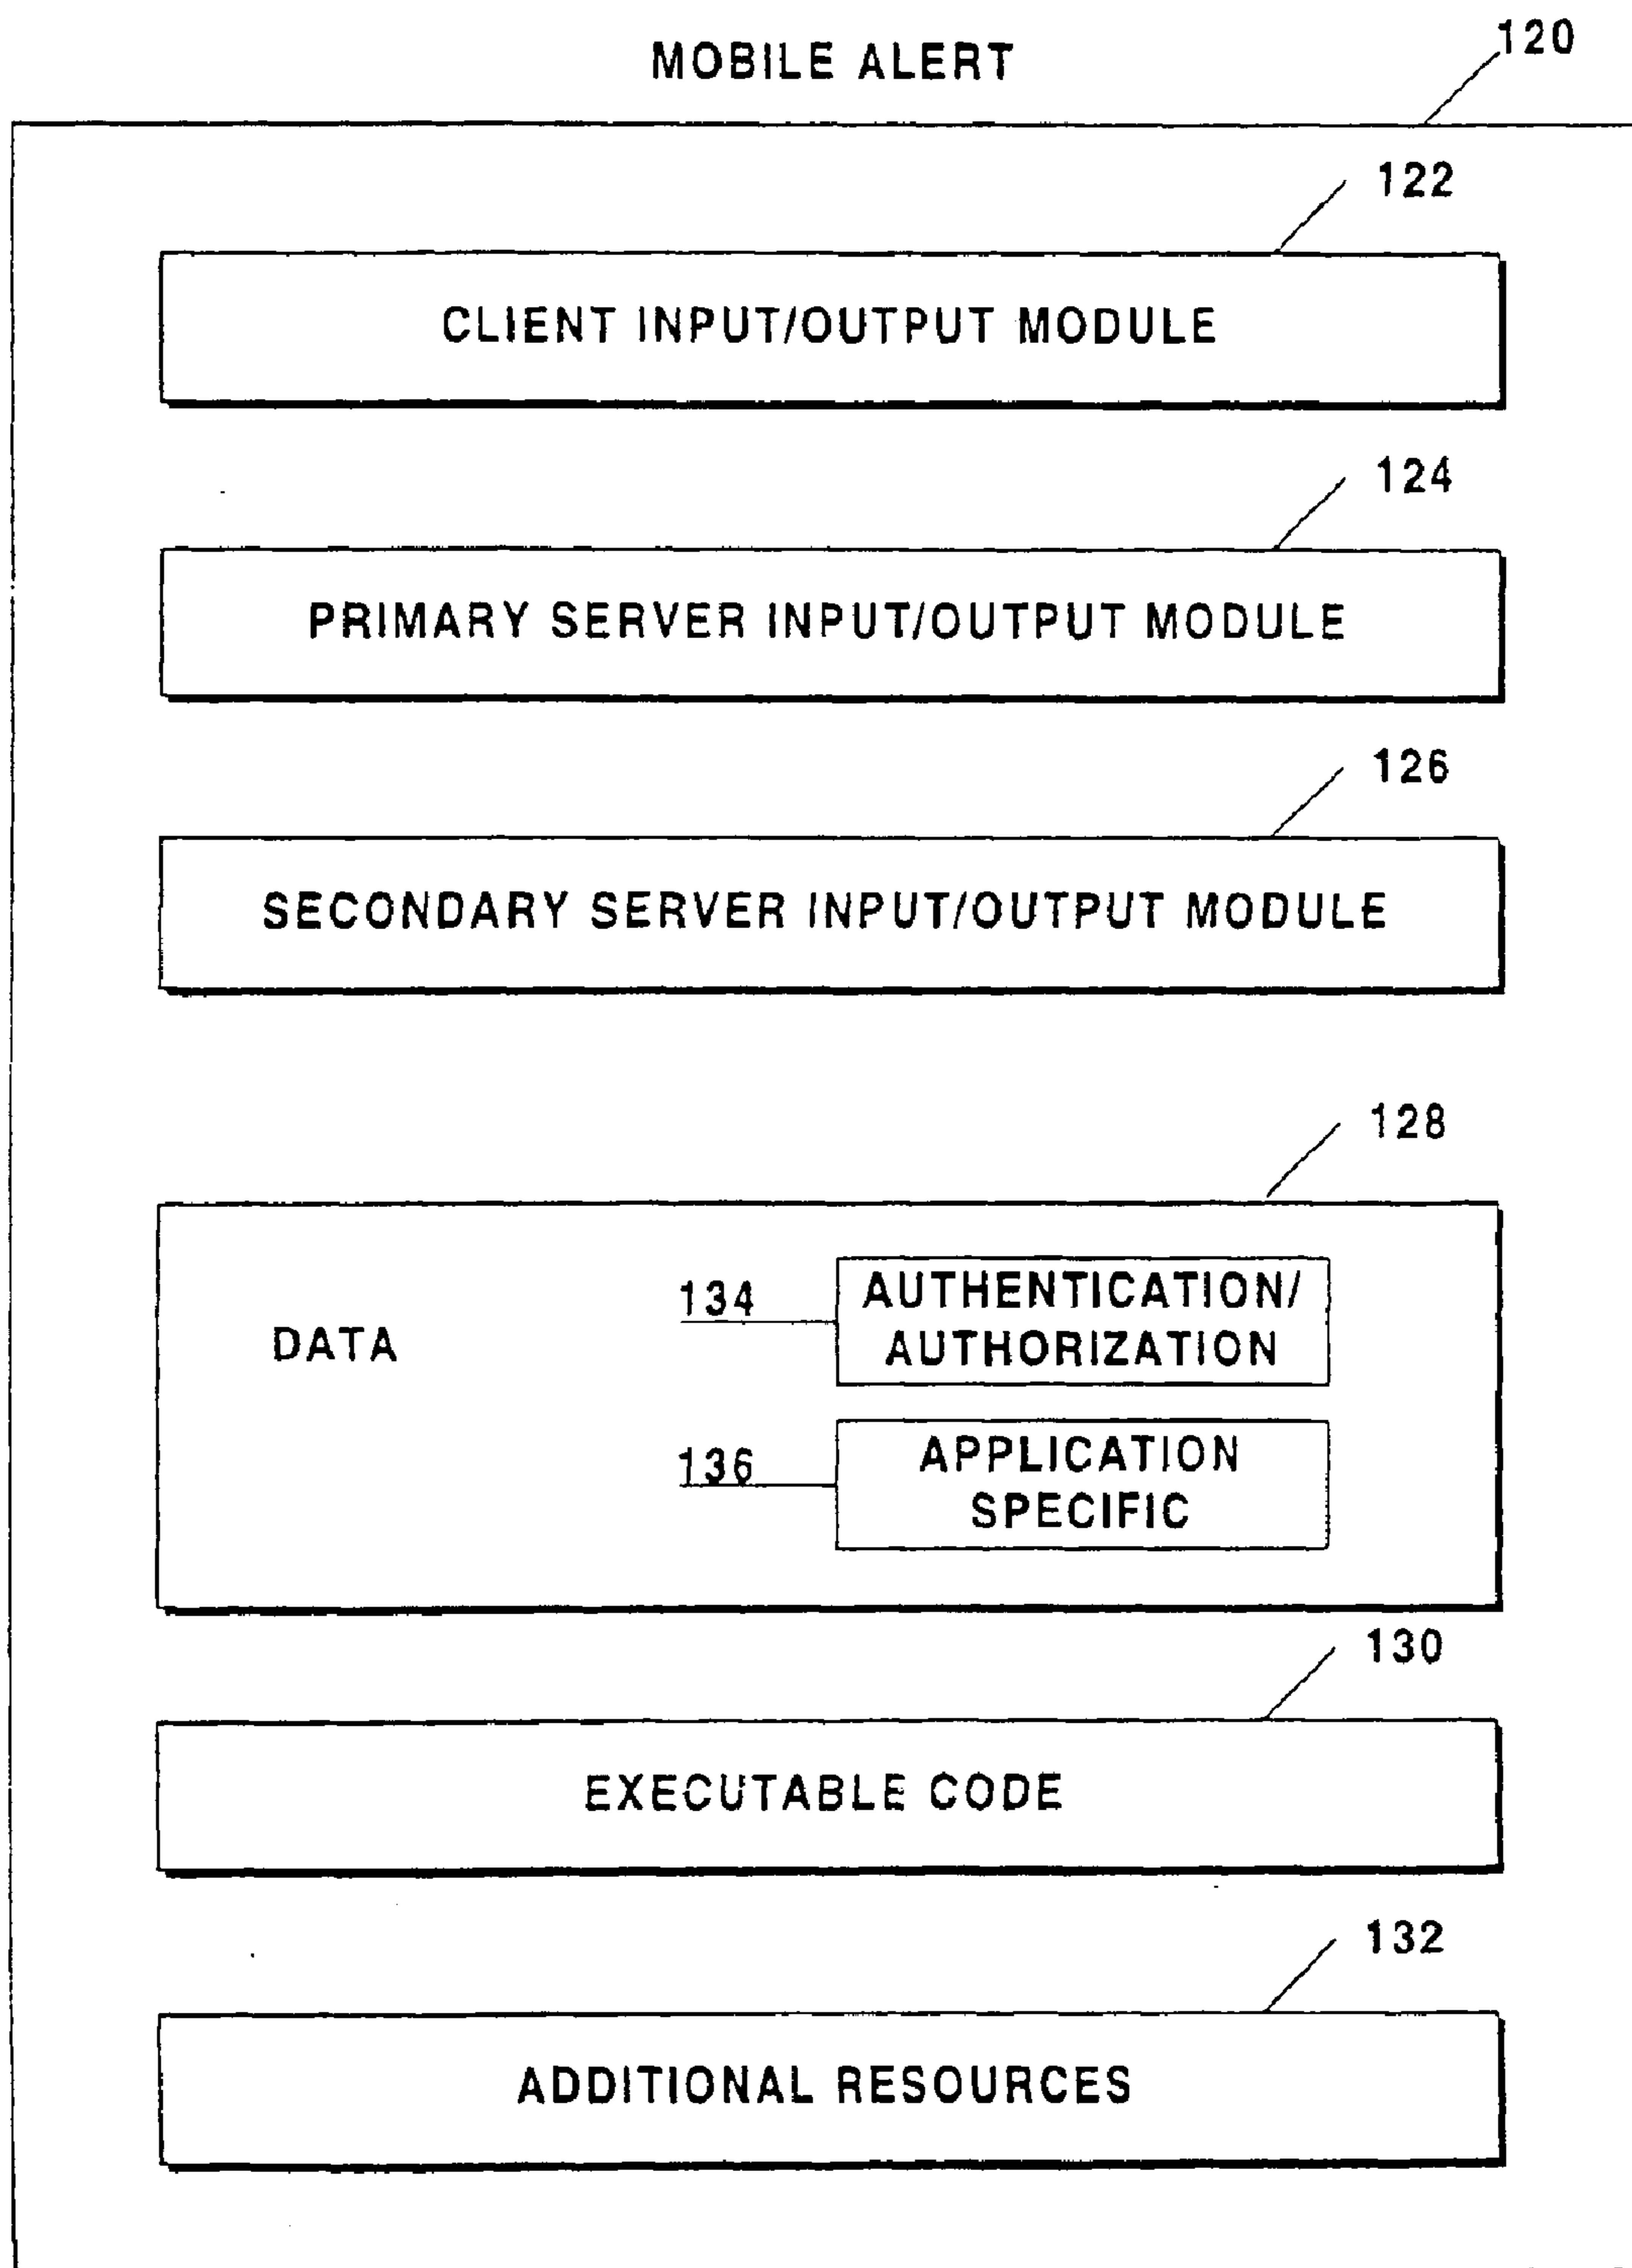 120
MOBILE ALERT
122
CLIENT INPUT/OUTPUT MODULE
124
PRIMARY SERVER INPUT/OUTPUT MODULE
126
SECONDARY SERVER INPUT/OUTPUT MODULE
128
DATA
134
AUTHENTICATION/
AUTHORIZATION
136
APPLICATION
SPECIFIC
130
EXECUTABLE CODE
132
ADDITIONAL RESOURCES